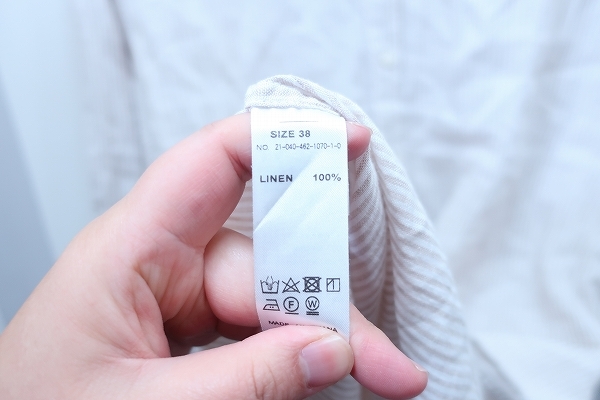 SIZE 38
NO. 21-040-462-1070-1-0
LINEN 100%
F W